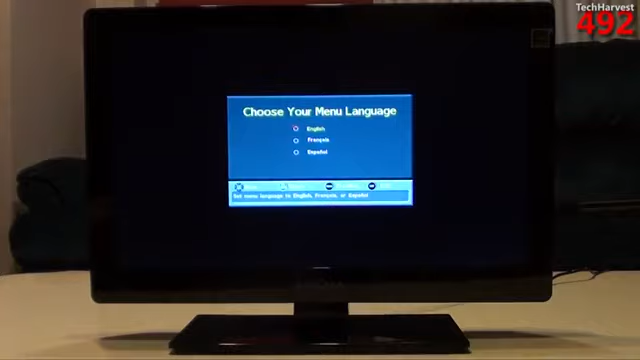 TechHarvest
492
Choose Your Menu Language
English
Français
Español
Set menu language to English, Français, or Español